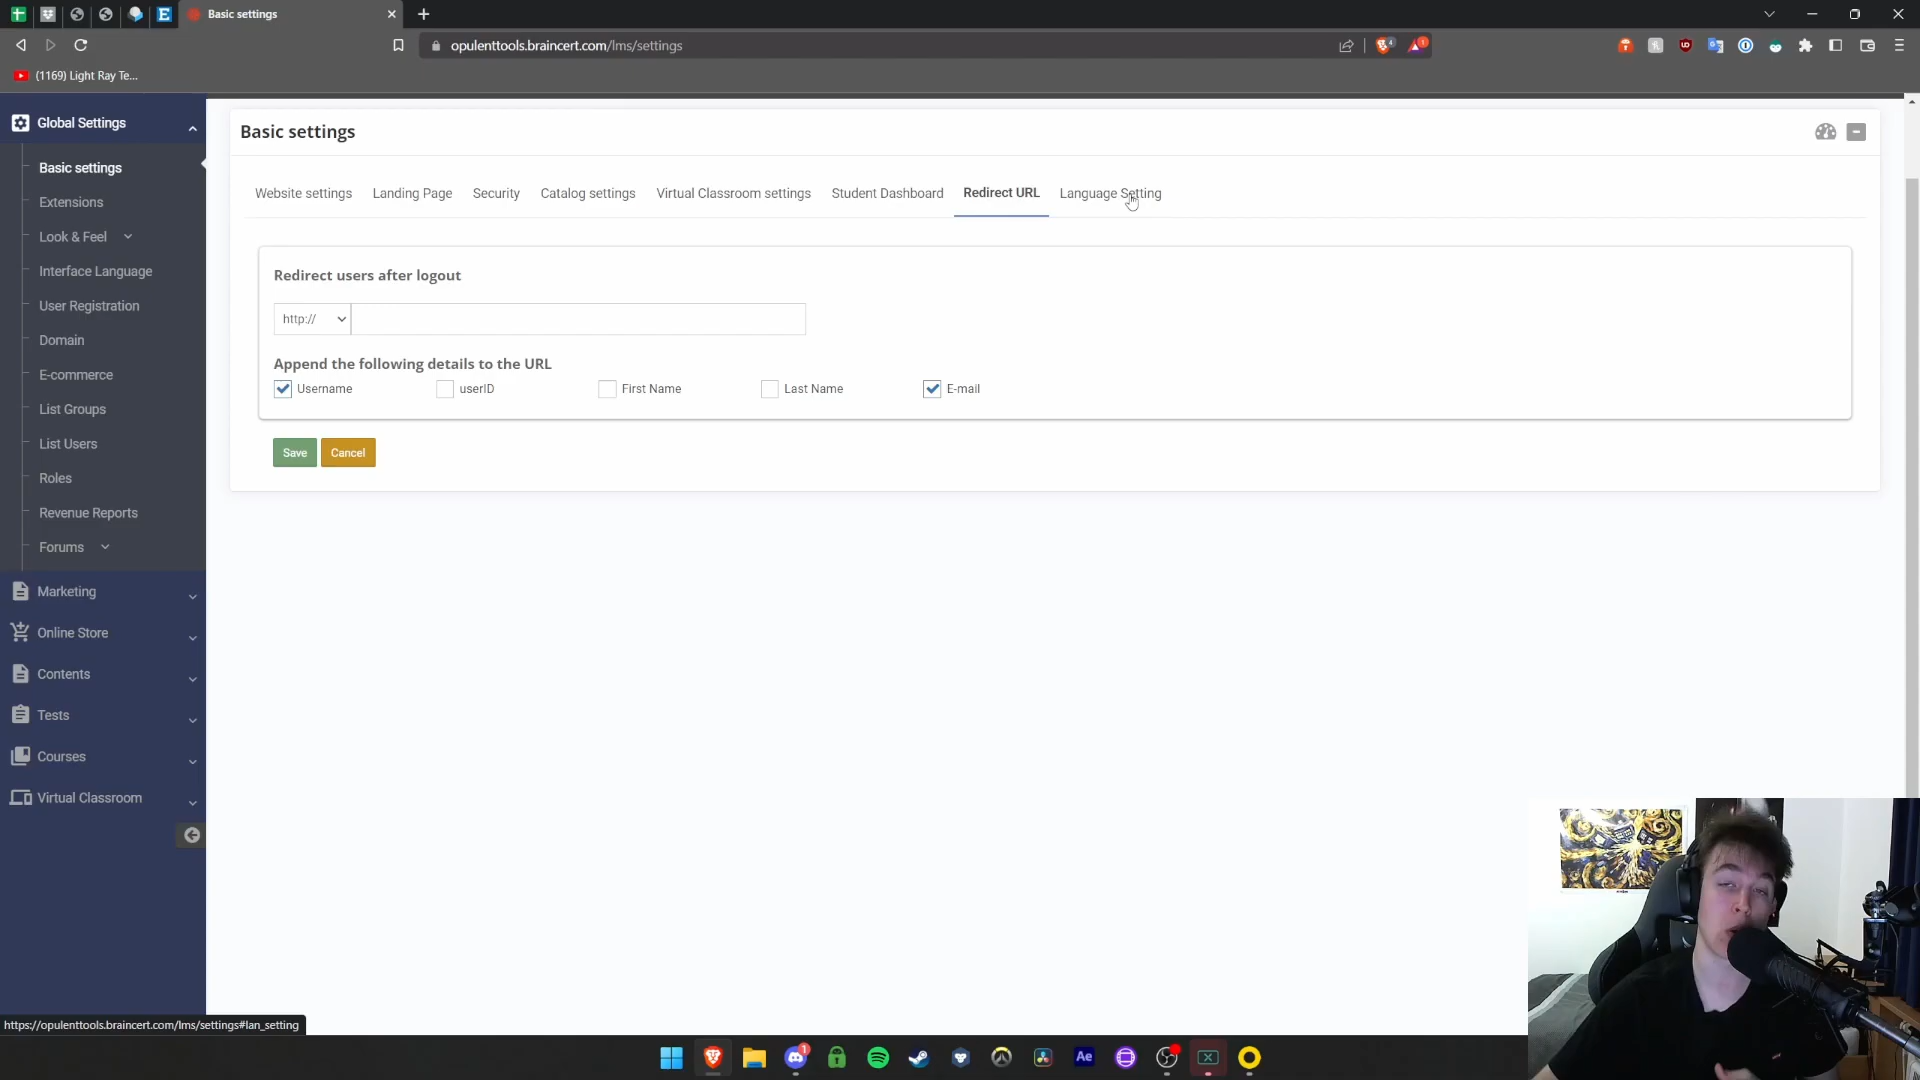 Basic settings
opulenttools.braincert.com/lms/settings
4
1
(1169) Light Ray Te...
Global Settings
Basic settings
Extensions
Look & Feel
Interface Language
User Registration
Domain
E-commerce
List Groups
List Users
Roles
Revenue Reports
Forums
Marketing
Online Store
Contents
Tests
Courses
Virtual Classroom
Basic settings
Website settings
Landing Page
Security
Catalog settings
Virtual Classroom settings
Student Dashboard
Redirect URL
Language Setting
Redirect users after logout
http://
Append the following details to the URL
Username
userID
First Name
Last Name
E-mail
Save
Cancel
https://opulenttools.braincert.com/lms/settings#lan_setting
1
Ae